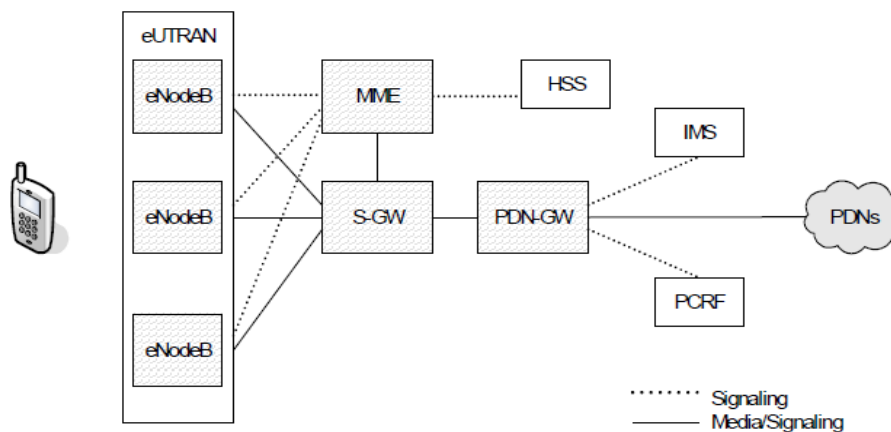 eUTRAN
eNodeB
MME
HSS
IMS
eNodeB
S-GW
PDN-GW
PDNs
PCRF
eNodeB
Signaling
Media/Signaling